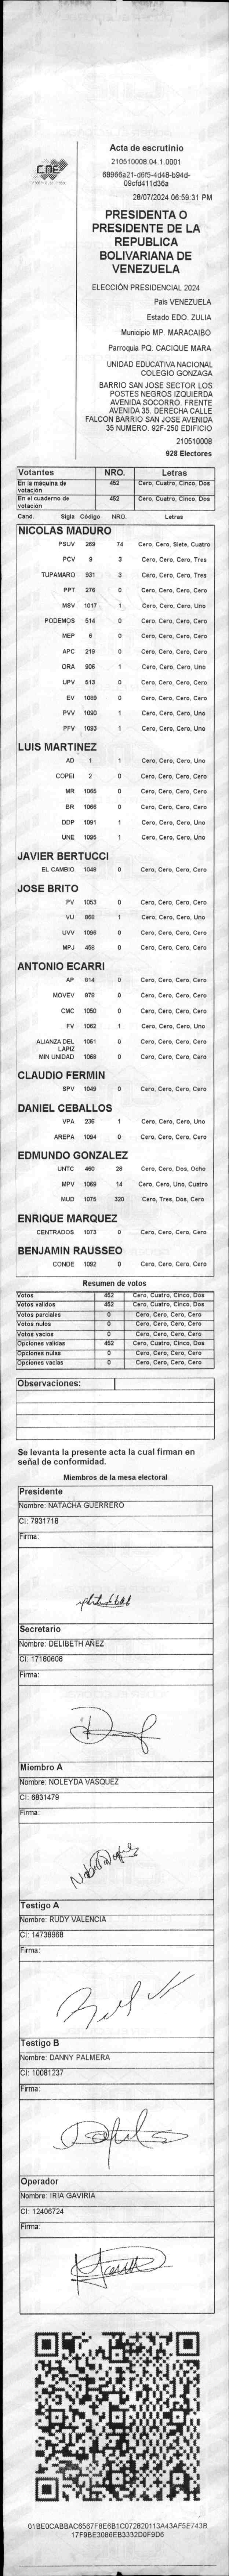 CNE
Acta de escrutinio
210510008.04.1.0001
68966a21-d6f5-4d48-b94d-
09cfd411d36a
28/07/2024 06:59:31 PM
PRESIDENTA O
PRESIDENTE DE LA
REPUBLICA
BOLIVARIANA DE
VENEZUELA
ELECCIÓN PRESIDENCIAL 2024
Pais VENEZUELA
Estado EDO. ZULIA
Municipio MP. MARACAIBO
Parroquia PQ. CACIQUE MARA
UNIDAD EDUCATIVA NACIONAL
COLEGIO GONZAGA
BARRIO SAN JOSE SECTOR LOS
POSTES NEGROS IZQUIERDA
AVENIDA SOCORRO. FRENTE
AVENIDA 35. DERECHA CALLE
FALCON BARRIO SAN JOSE AVENIDA
35 NUMERO. 92F-250 EDIFICIO
210510008
928 Electores
Votantes NRO. Letras
En la máquina de votación 452 Cero, Cuatro, Cinco, Dos
En el cuaderno de votación 452 Cero, Cuatro, Cinco, Dos
Cand. Sigla Código NRO. Letras
NICOLAS MADURO
PSUV 269 74 Cero, Cero, Siete, Cuatro
PCV 9 3 Cero, Cero, Cero, Tres
TUPAMARO 931 3 Cero, Cero, Cero, Tres
PPT 276 0 Cero, Cero, Cero, Cero
MSV 1017 1 Cero, Cero, Cero, Uno
PODEMOS 514 0 Cero, Cero, Cero, Cero
MEP 6 0 Cero, Cero, Cero, Cero
APC 219 0 Cero, Cero, Cero, Cero
ORA 906 1 Cero, Cero, Cero, Uno
UPV 513 0 Cero, Cero, Cero, Cero
EV 1089 0 Cero, Cero, Cero, Cero
PVV 1090 1 Cero, Cero, Cero, Uno
PFV 1093 1 Cero, Cero, Cero, Uno
LUIS MARTINEZ
AD 1 1 Cero, Cero, Cero, Uno
COPEI 2 0 Cero, Cero, Cero, Cero
MR 1065 0 Cero, Cero, Cero, Cero
BR 1066 0 Cero, Cero, Cero, Cero
DDP 1091 1 Cero, Cero, Cero, Uno
UNE 1095 1 Cero, Cero, Cero, Uno
JAVIER BERTUCCI
EL CAMBIO 1048 0 Cero, Cero, Cero, Cero
JOSE BRITO
PV 1053 0 Cero, Cero, Cero, Cero
VU 868 1 Cero, Cero, Cero, Uno
UVV 1096 0 Cero, Cero, Cero, Cero
MPJ 458 0 Cero, Cero, Cero, Cero
ANTONIO ECARRI
AP 814 0 Cero, Cero, Cero, Cero
MOVEV 878 0 Cero, Cero, Cero, Cero
CMC 1050 0 Cero, Cero, Cero, Cero
FV 1062 1 Cero, Cero, Cero, Uno
ALIANZA DEL LAPIZ 1061 0 Cero, Cero, Cero, Cero
MIN UNIDAD 1068 0 Cero, Cero, Cero, Cero
CLAUDIO FERMIN
SPV 1049 0 Cero, Cero, Cero, Cero
DANIEL CEBALLOS
VPA 236 1 Cero, Cero, Cero, Uno
AREPA 1094 0 Cero, Cero, Cero, Cero
EDMUNDO GONZALEZ
UNTC 460 28 Cero, Cero, Dos, Ocho
MPV 1069 14 Cero, Cero, Uno, Cuatro
MUD 1075 320 Cero, Tres, Dos, Cero
ENRIQUE MARQUEZ
CENTRADOS 1073 0 Cero, Cero, Cero, Cero
BENJAMIN RAUSSEO
CONDE 1092 0 Cero, Cero, Cero, Cero
Resumen de votos
Votos 452 Cero, Cuatro, Cinco, Dos
Votos validos 452 Cero, Cuatro, Cinco, Dos
Votos parciales 0 Cero, Cero, Cero, Cero
Votos nulos 0 Cero, Cero, Cero, Cero
Votos vacios 0 Cero, Cero, Cero, Cero
Opciones validas 452 Cero, Cuatro, Cinco, Dos
Opciones nulas 0 Cero, Cero, Cero, Cero
Opciones vacias 0 Cero, Cero, Cero, Cero
Observaciones:
Se levanta la presente acta la cual firman en
señal de conformidad.
Miembros de la mesa electoral
Presidente
Nombre: NATACHA GUERRERO
CI: 7931718
Firma:
Secretario
Nombre: DELIBETH AÑEZ
CI: 17180608
Firma:
Miembro A
Nombre: NOLEYDA VASQUEZ
CI: 6831479
Firma:
Testigo A
Nombre: RUDY VALENCIA
CI: 14738968
Firma:
Testigo B
Nombre: DANNY PALMERA
CI: 10081237
Firma:
Operador
Nombre: IRIA GAVIRIA
CI: 12406724
Firma:
01BE0CABBAC6567F8E6B1C072820113A43AF5E743B
17F9BE3086EB3332D0F9D6